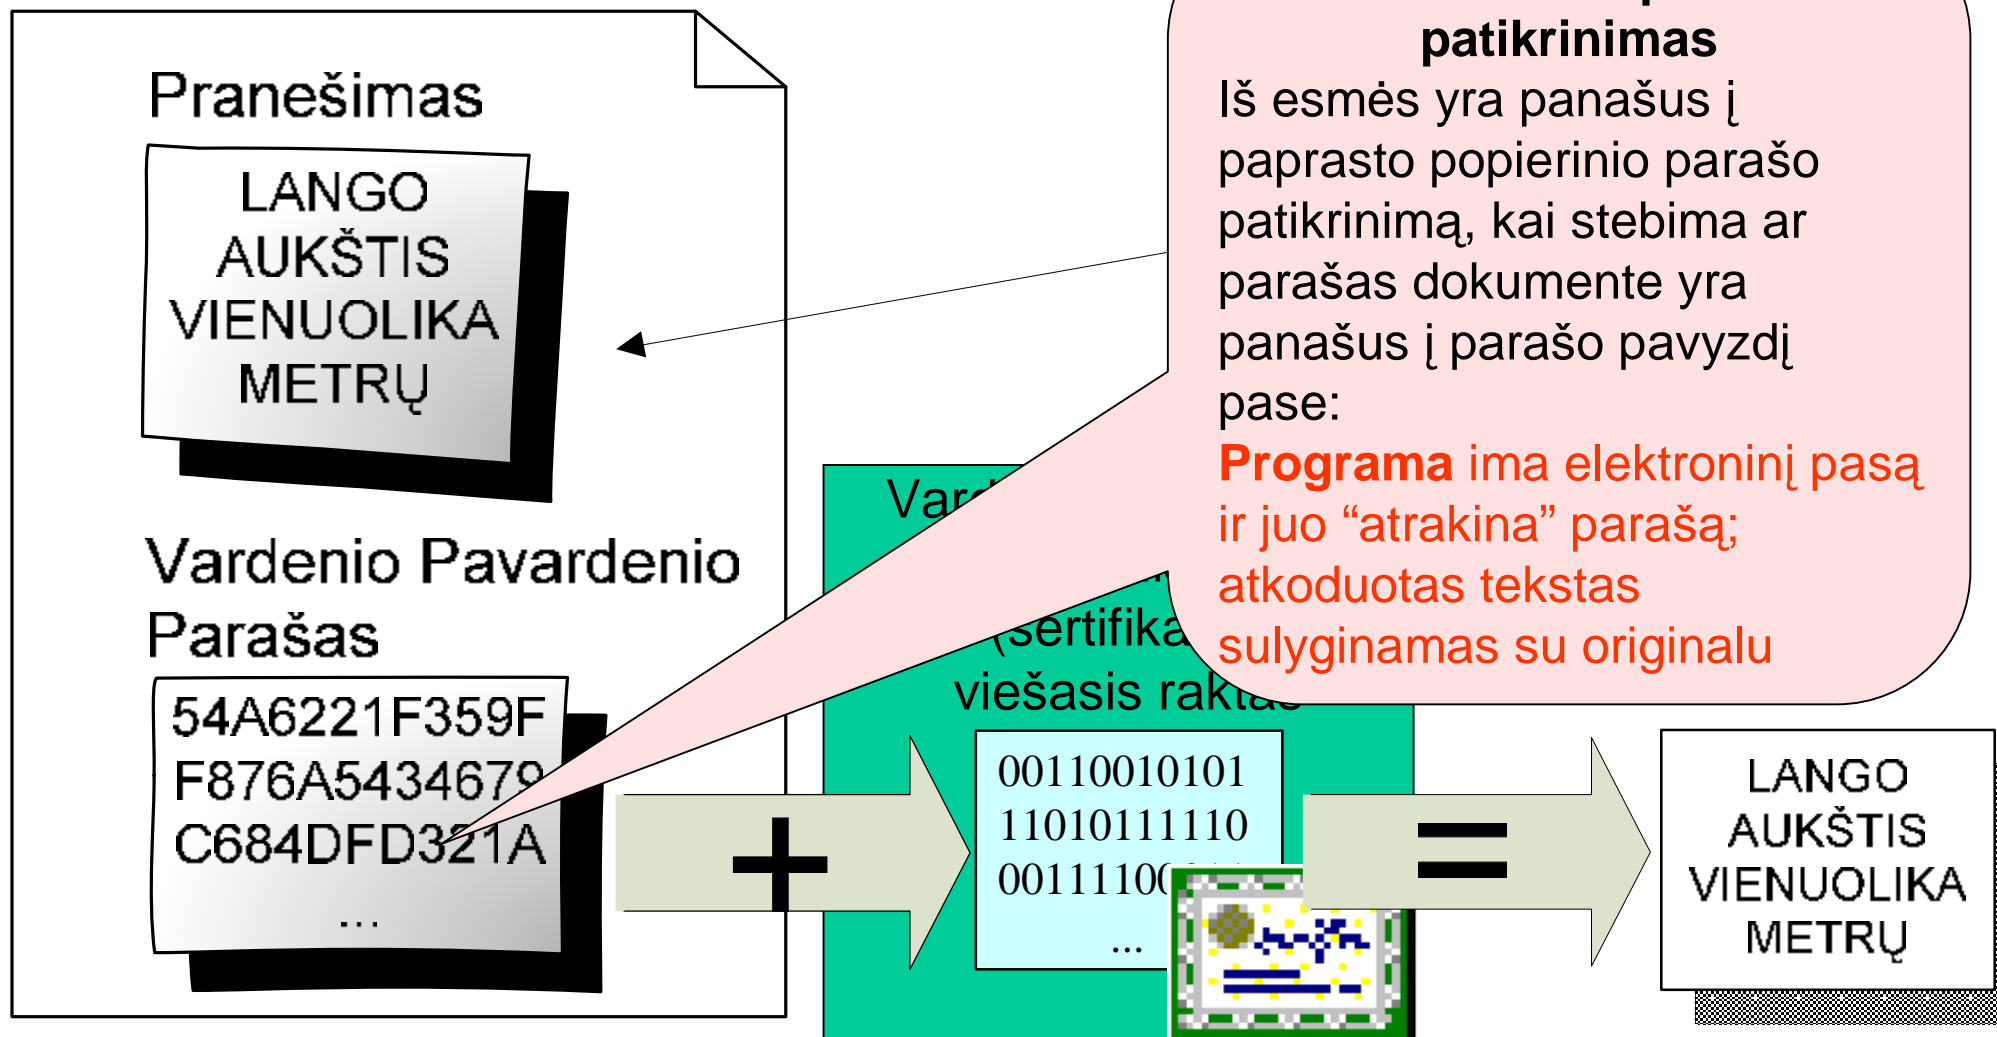 Pranešimas
LANGO
AUKŠTIS
VIENUOLIKA
METRŲ
Vardenio Pavardenio
Parašas
54A6221F359F
F876A5434679
C684DFD321A
...
patikrinimas
Iš esmės yra panašus į
paprasto popierinio parašo
patikrinimą, kai stebima ar
parašas dokumente yra
panašus į parašo pavyzdį
pase:
Programa ima elektroninį pasą
ir juo “atrakina” parašą;
atkoduotas tekstas
sulyginamas su originalu
viešasis raktas
00110010101
11010111110
...
+
=
LANGO
AUKŠTIS
VIENUOLIKA
METRŲ